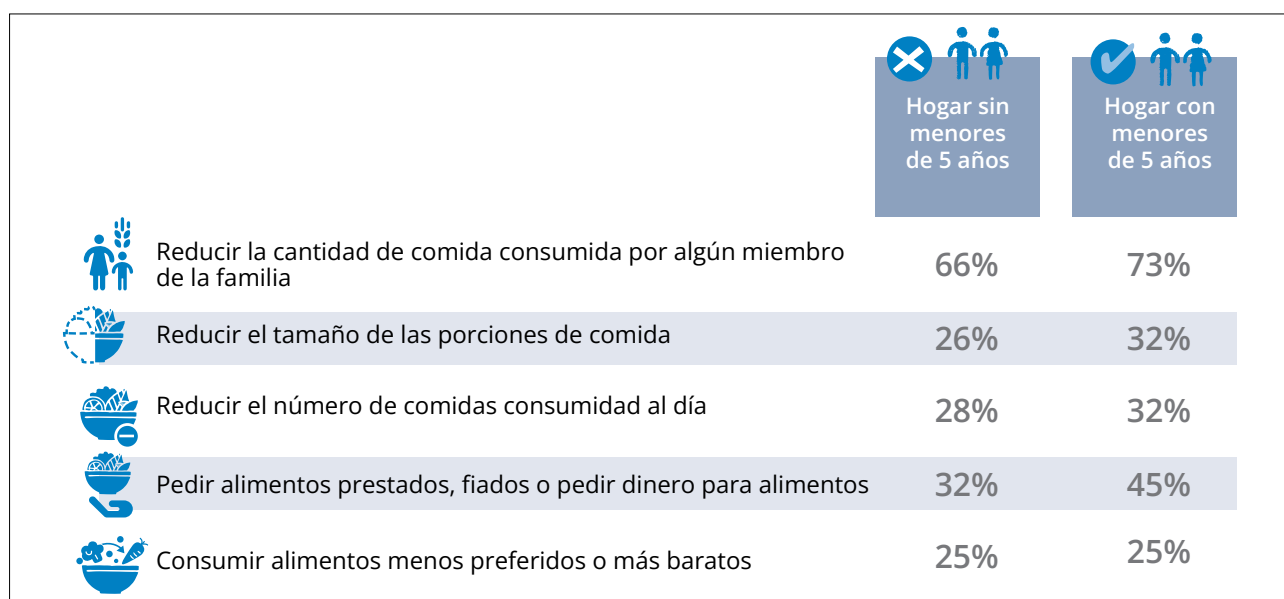 Hogar sin
menores
de 5 años
Hogar con
menores
de 5 años
Reducir la cantidad de comida consumida por algún miembro
de la familia
66%
73%
Reducir el tamaño de las porciones de comida
26%
32%
Reducir el número de comidas consumidad al día
28%
32%
Pedir alimentos prestados, fiados o pedir dinero para alimentos
32%
45%
Consumir alimentos menos preferidos o más baratos
25%
25%